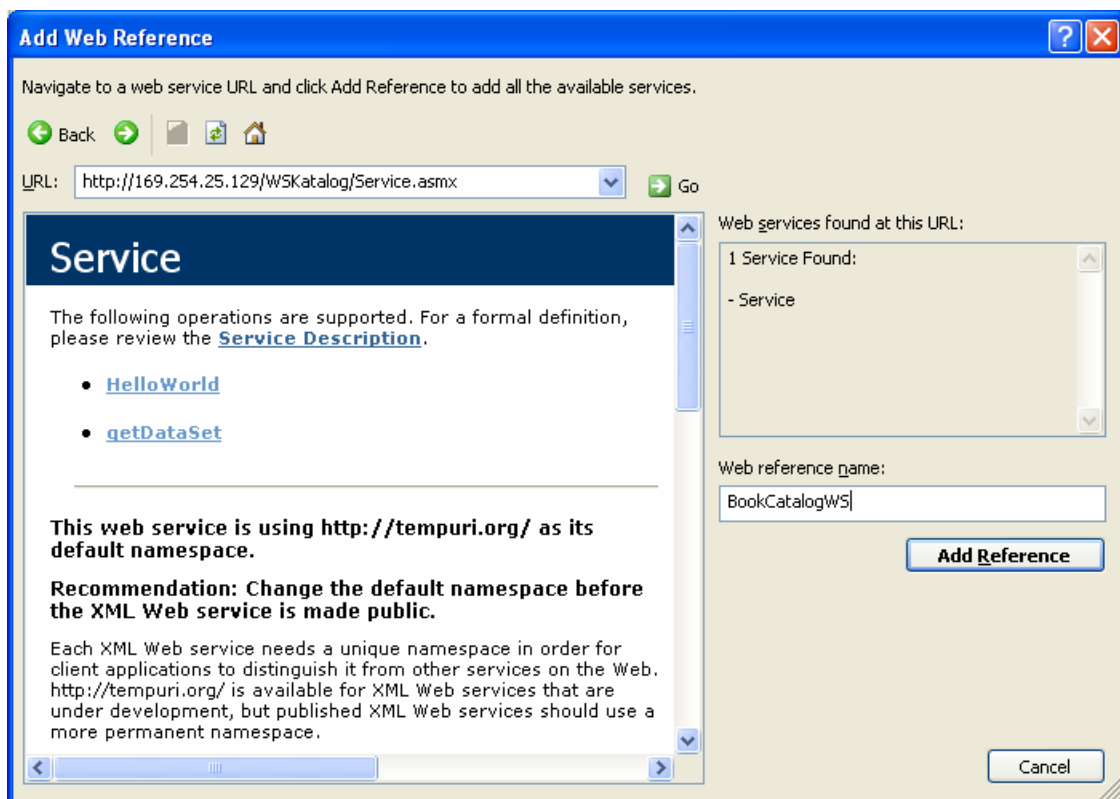 Add Web Reference
Navigate to a web service URL and click Add Reference to add all the available services.
Back
URL: http://169.254.25.129/WSKatalog/Service.asmx Go
Service
The following operations are supported. For a formal definition,
please review the Service Description.
• HelloWorld
• getDataSet
This web service is using http://tempuri.org/ as its
default namespace.
Recommendation: Change the default namespace before
the XML Web service is made public.
Each XML Web service needs a unique namespace in order for
client applications to distinguish it from other services on the Web.
http://tempuri.org/ is available for XML Web services that are
under development, but published XML Web services should use a
more permanent namespace.
Web services found at this URL:
1 Service Found:
- Service
Web reference name:
BookCatalogWS
Add Reference
Cancel